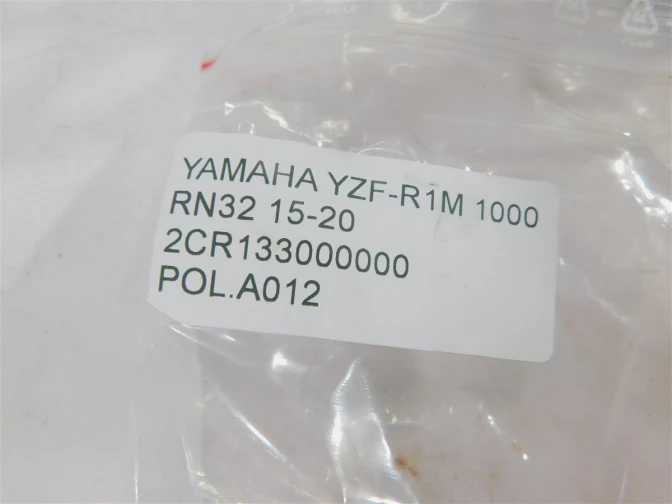 YAMAHA YZF-R1M 1000
RN32 15-20
2CR133000000
POL.A012